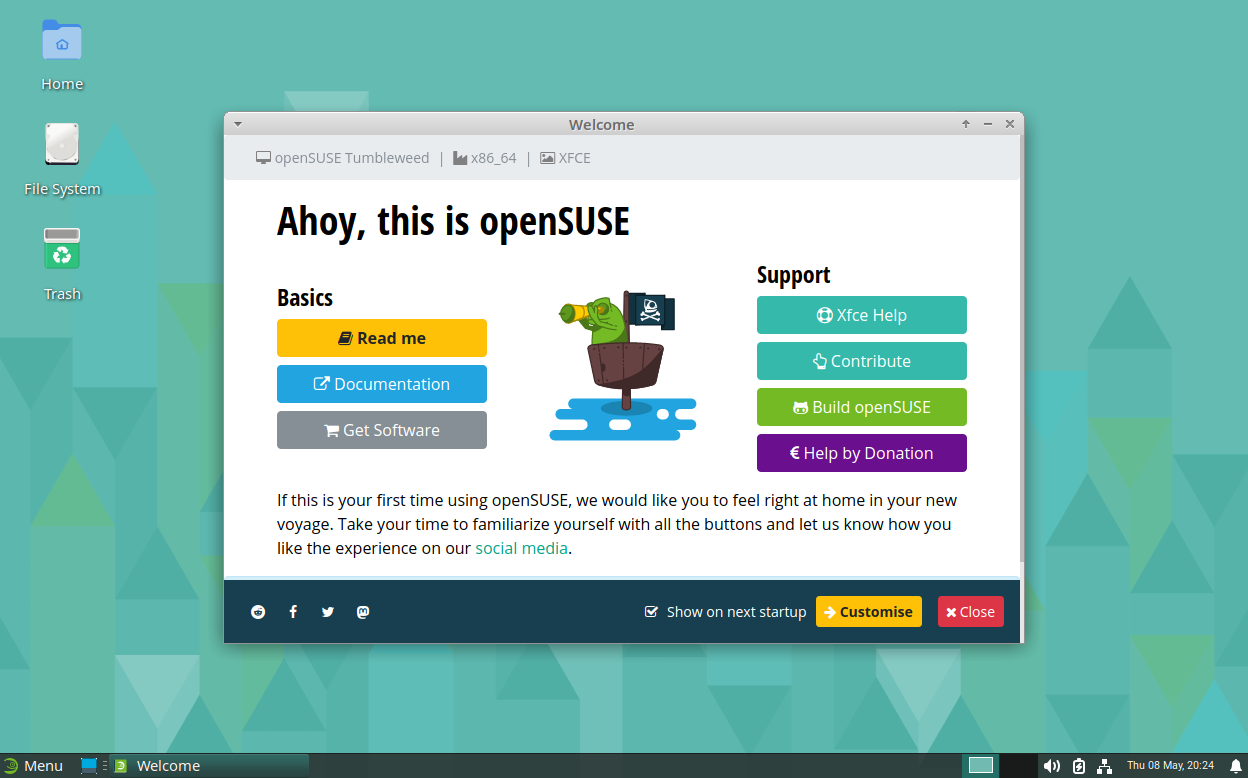 Home
File System
Trash
Welcome
openSUSE Tumbleweed | x86_64 | XFCE
Ahoy, this is openSUSE
Basics
Read me
Documentation
Get Software
Support
Xfce Help
Contribute
Build openSUSE
€ Help by Donation
If this is your first time using openSUSE, we would like you to feel right at home in your new
voyage. Take your time to familiarize yourself with all the buttons and let us know how you
like the experience on our social media.
Show on next startup
Customise
Close
Menu
Welcome
Thu 08 May, 20:24